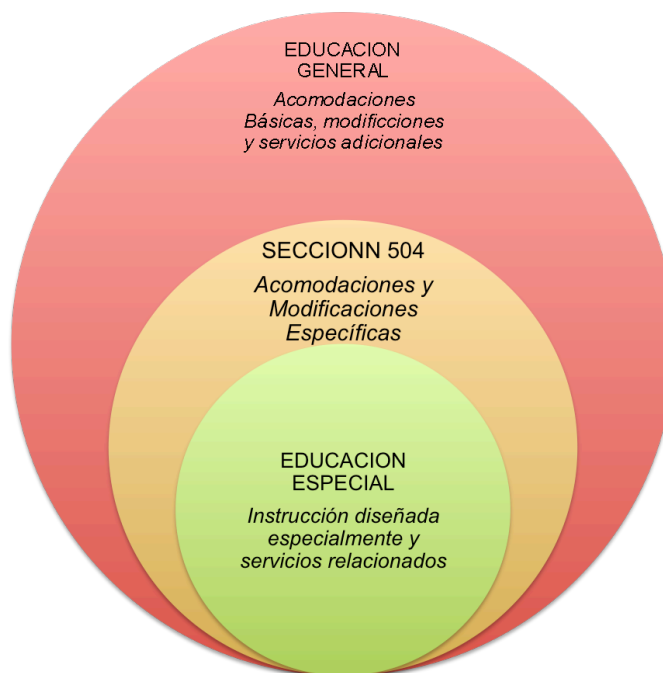 EDUCACION
GENERAL
Acomodaciones
Básicas, modificciones
y servicios adicionales
SECCIONN 504
Acomodaciones y
Modificaciones
Específicas
EDUCACION
ESPECIAL
Instrucción diseñada
especialmente y
servicios relacionados